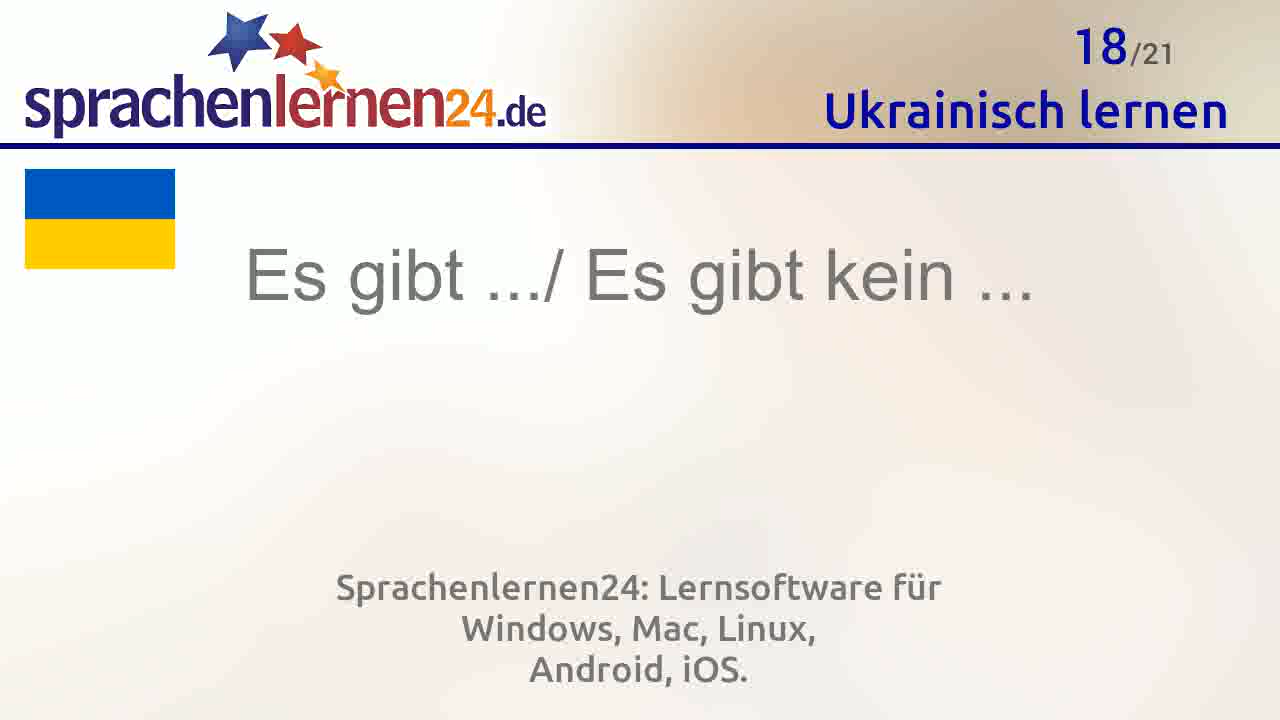 sprachenlernen24.de
18/21
Ukrainisch lernen
Es gibt .../ Es gibt kein ...
Sprachenlernen24: Lernsoftware für
Windows, Mac, Linux,
Android, iOS.